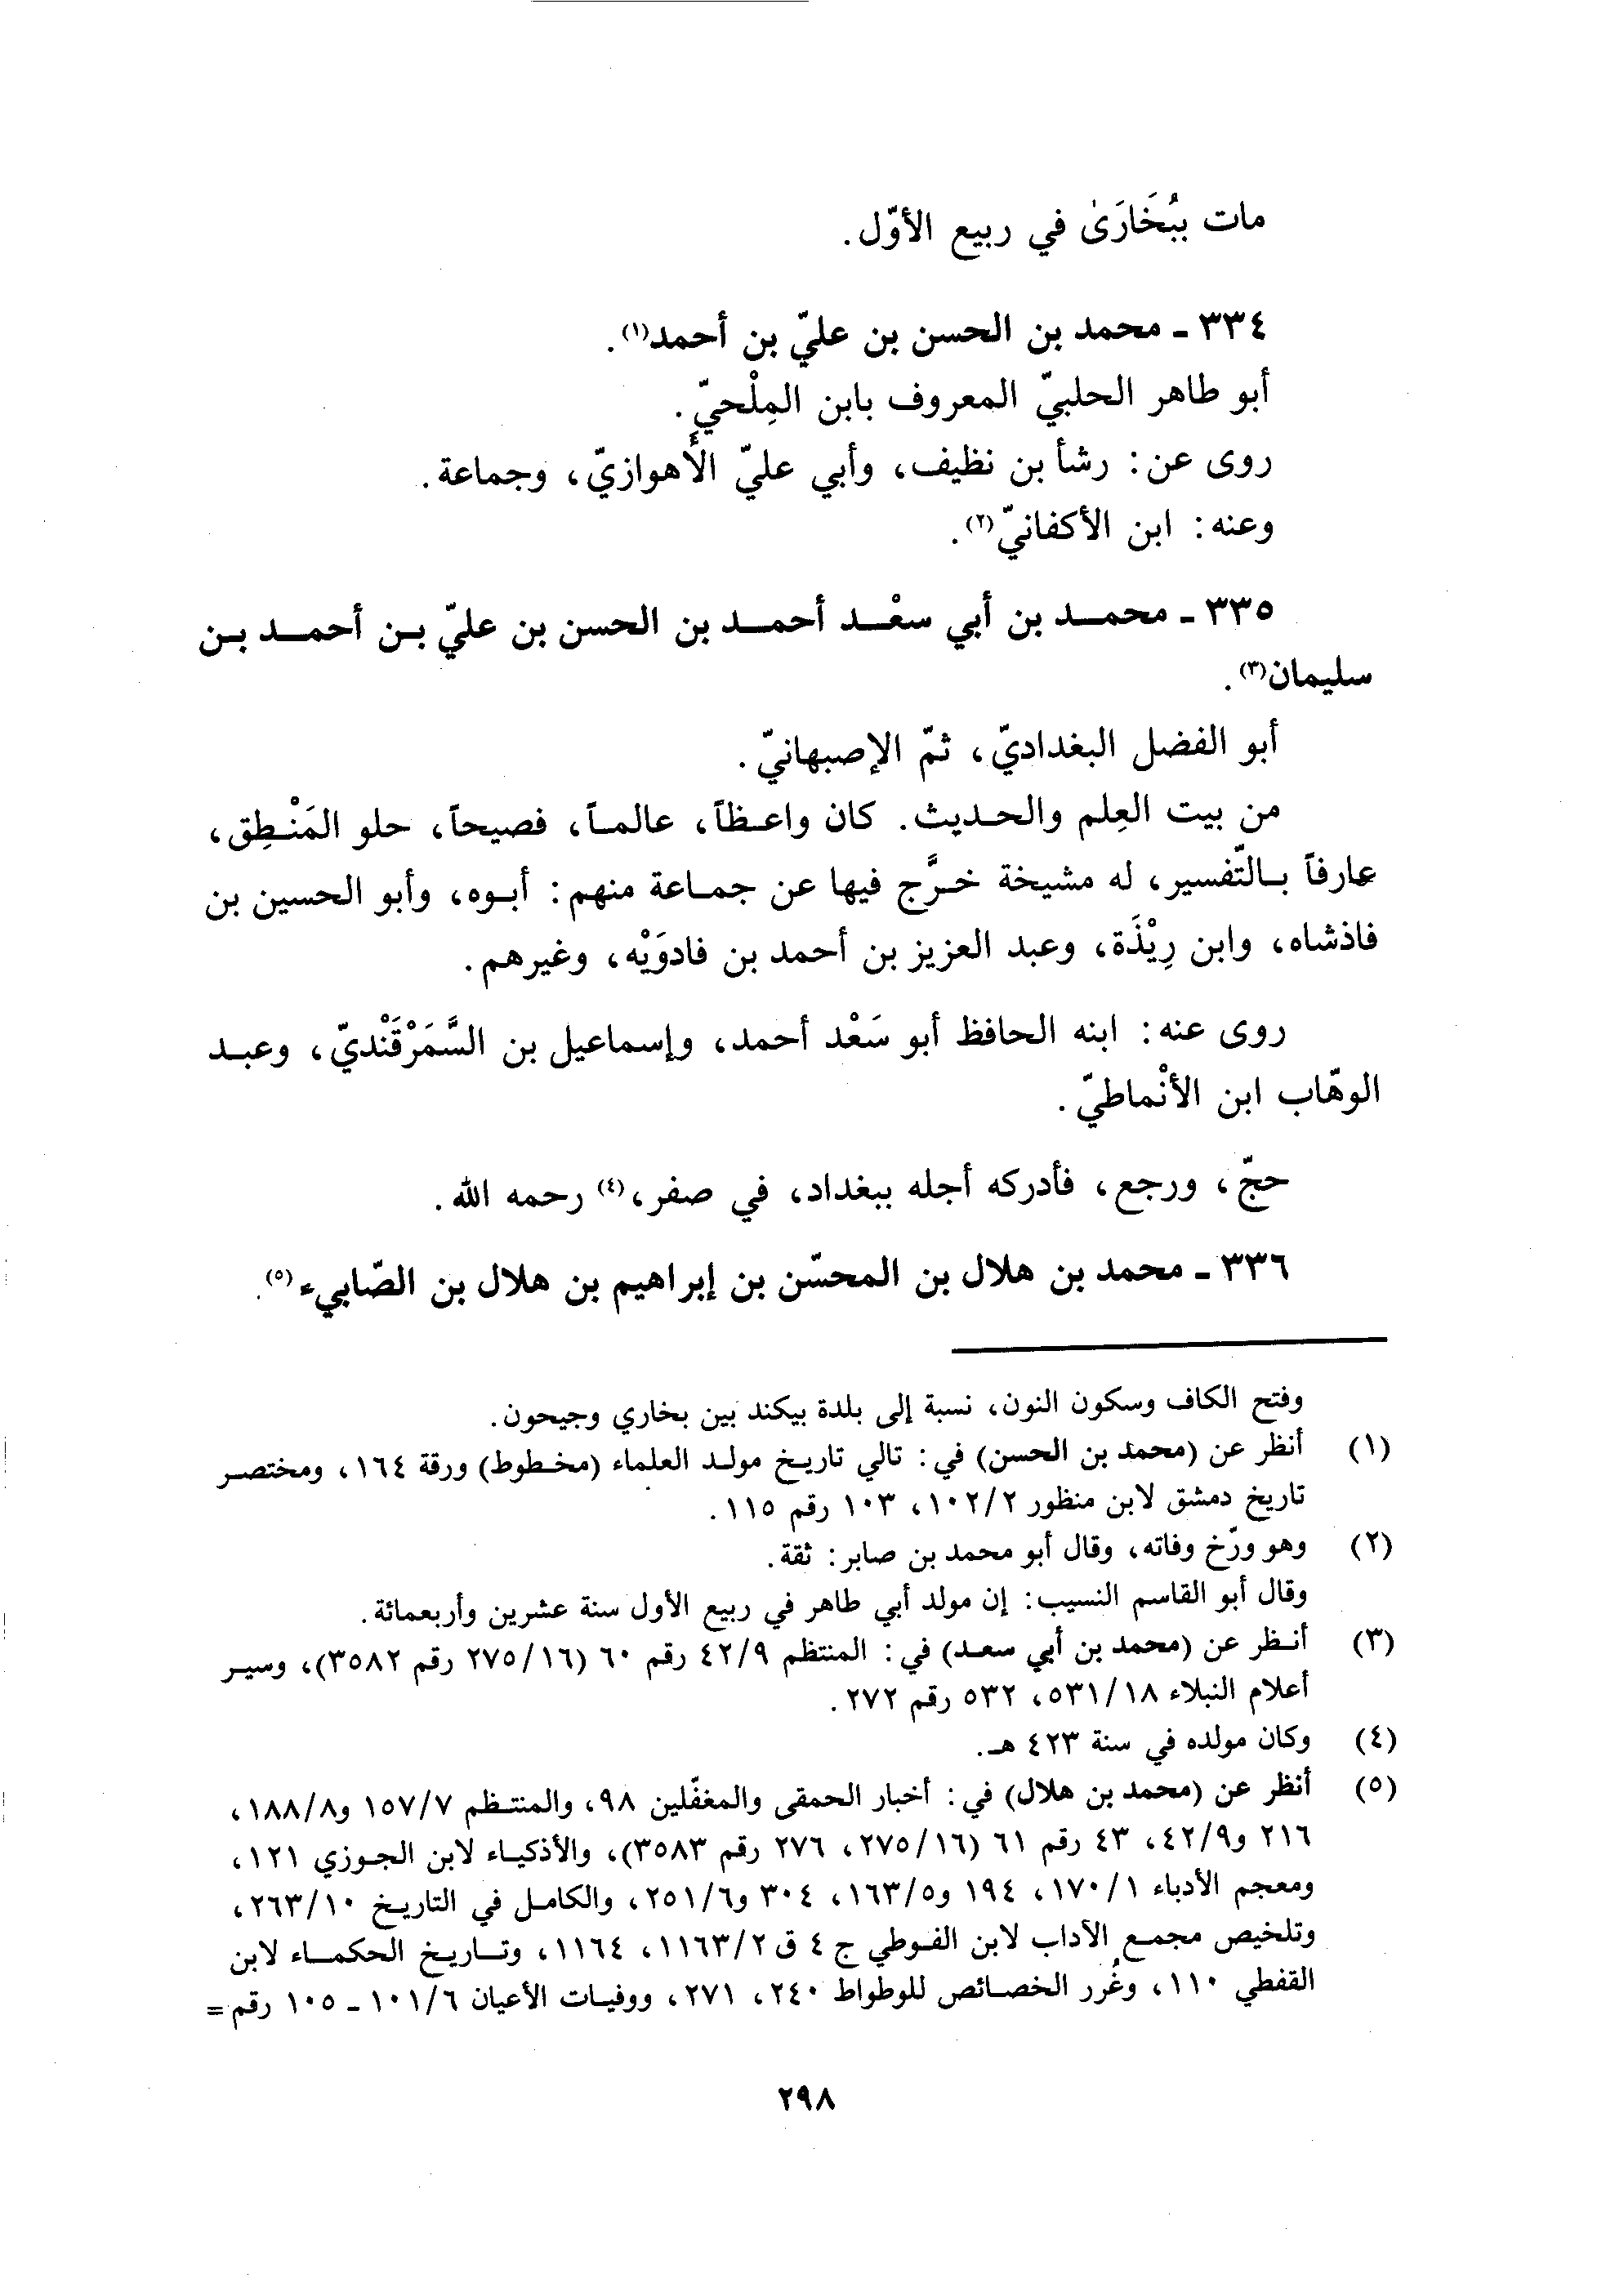 مات ببُخَارَىٰ في ربيع الأوّل.
٣٣٤ ـ محمد بن الحسن بن عليّ بن أحمد(١).
أبو طاهر الحلبيّ المعروف بابن المِلْحيّ.
روى عن: رشأ بن نظيف، وأبي عليّ الأهوازيّ، وجماعة.
وعنه: ابن الأكفانيّ(٢).
٣٣٥ ـ محمد بن أبي سعْد أحمد بن الحسن بن عليّ بن أحمد بن
سليمان(٣).
أبو الفضل البغداديّ، ثمّ الإصبهانيّ.
من بيت العِلم والحديث. كان واعظاً، عالماً، فصيحاً، حلو المَنْطِق،
عارفاً بالتّفسير، له مشيخة خرَّج فيها عن جماعة منهم: أبوه، وأبو الحسين بن
فاذشاه، وابن رِيْذَة، وعبد العزيز بن أحمد بن فادوَيْه، وغيرهم.
روى عنه: ابنه الحافظ أبو سَعْد أحمد، وإسماعيل بن السَّمَرْقَنْديّ، وعبد
الوهّاب ابن الأنْماطيّ.
حجّ، ورجع، فأدركه أجله ببغداد، في صفر،(٤) رحمه الله.
٣٣٦ ـ محمد بن هلال بن المحسّن بن إبراهيم بن هلال بن الصّابيء(٥).
وفتح الكاف وسكون النون، نسبة إلى بلدة بيكند بين بخاري وجيحون.
(١) أنظر عن (محمد بن الحسن) في: تالي تاريخ مولد العلماء (مخطوط) ورقة ١٦٤، ومختصر
تاريخ دمشق لابن منظور ١٠٢/٢، ١٠٣ رقم ١١٥.
(٢) وهو ورّخ وفاته، وقال أبو محمد بن صابر: ثقة.
وقال أبو القاسم النسيب: إن مولد أبي طاهر في ربيع الأول سنة عشرين وأربعمائة.
(٣) أنظر عن (محمد بن أبي سعد) في: المنتظم ٤٢/٩ رقم ٦٠ (٢٧٥/١٦ رقم ٣٥٨٢)، وسير
أعلام النبلاء ٥٣١/١٨، ٥٣٢ رقم ٢٧٢.
(٤) وكان مولده في سنة ٤٢٣ هـ.
(٥) أنظر عن (محمد بن هلال) في: أخبار الحمقى والمغفّلين ٩٨، والمنتظم ١٥٧/٧ و١٨٨/٨،
٢١٦ و٤٢/٩، ٤٣ رقم ٦١ (٢٧٥/١٦، ٢٧٦ رقم ٣٥٨٣)، والأذكياء لابن الجوزي ١٢١،
ومعجم الأدباء ١٧٠/١، ١٩٤ و١٦٣/٥، ٣٠٤ و٢٥١/٦، والكامل في التاريخ ٢٦٣/١٠،
وتلخيص مجمع الآداب لابن الفوطي ج ٤ ق ١١٦٣/٢، ١١٦٤، وتاريخ الحكماء لابن
القفطي ١١٠، وغُرر الخصائص للوطواط ٢٤٠، ٢٧١، ووفيات الأعيان ١٠١/٦ ـ ١٠٥ رقم=
٢٩٨